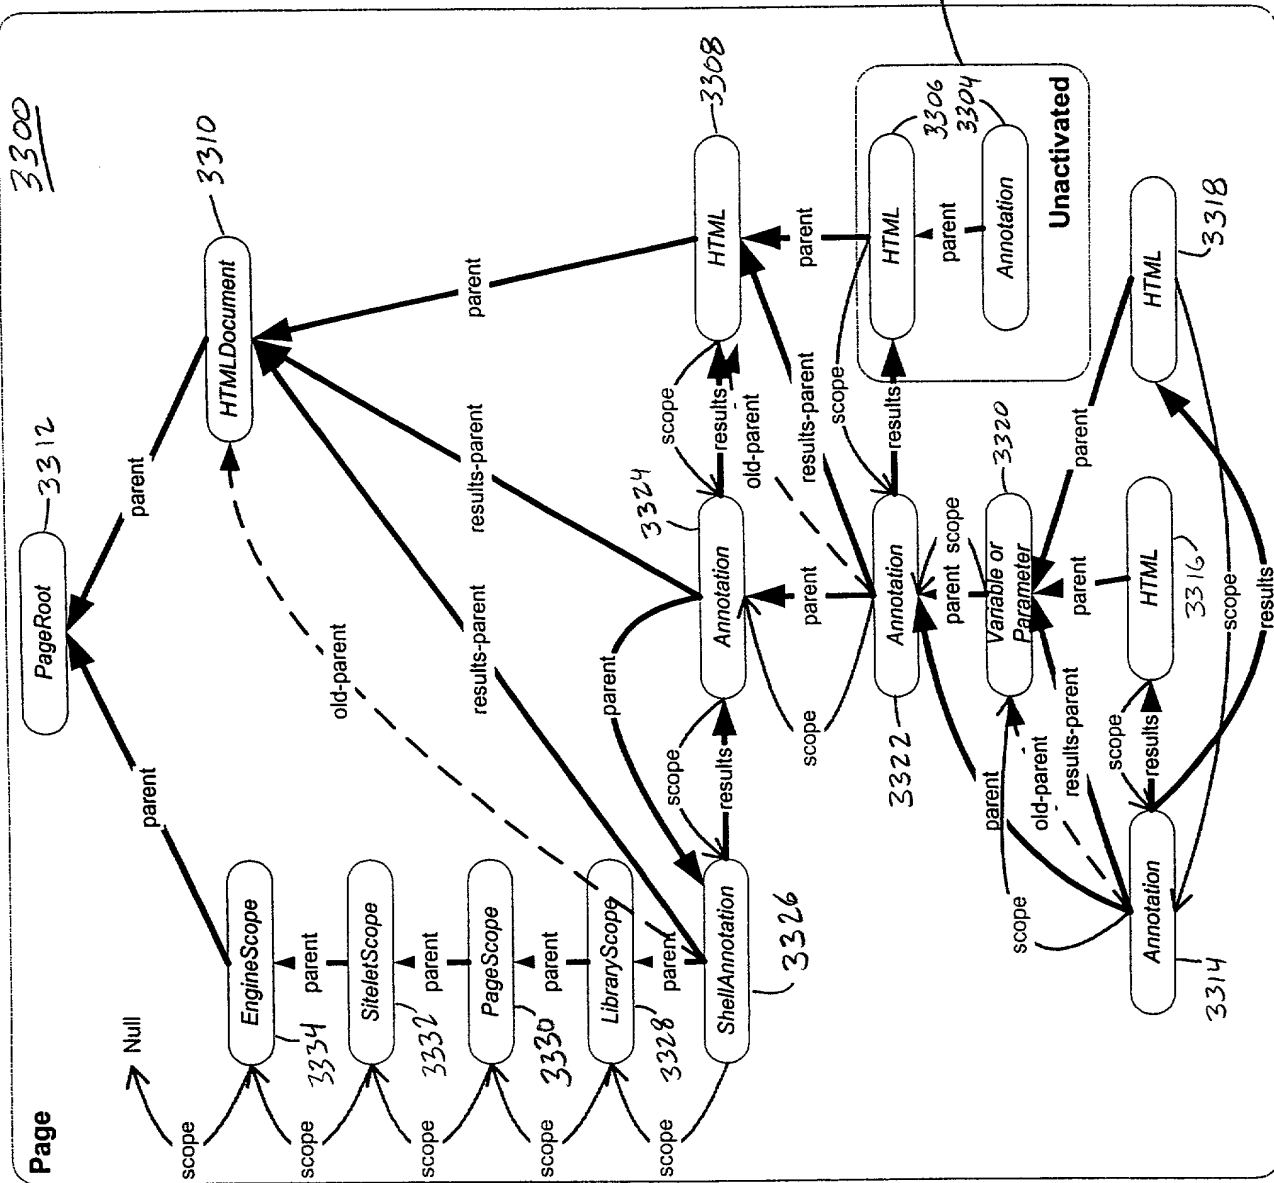 Page
3300
PageRoot
3312
parent
parent
Null
scope
EngineScope
3334
HTMLDocument
3310
scope
parent
SiteletScope
3332
old-parent
results-parent
results-parent
parent
scope
parent
PageScope
3330
scope
parent
LibraryScope
3328
parent
scope
parent
ShellAnnotation
3326
scope
results
Annotation
3324
scope
results
old-parent
HTML
3308
scope
parent
results-parent
scope
parent
Annotation
3322
results
HTML
3306
parent
scope
parent
Annotation
3304
Unactivated
Variable or
Parameter
3320
scope
parent
old-parent
results-parent
parent
parent
Annotation
3314
scope
results
HTML
3316
HTML
3318
scope
results